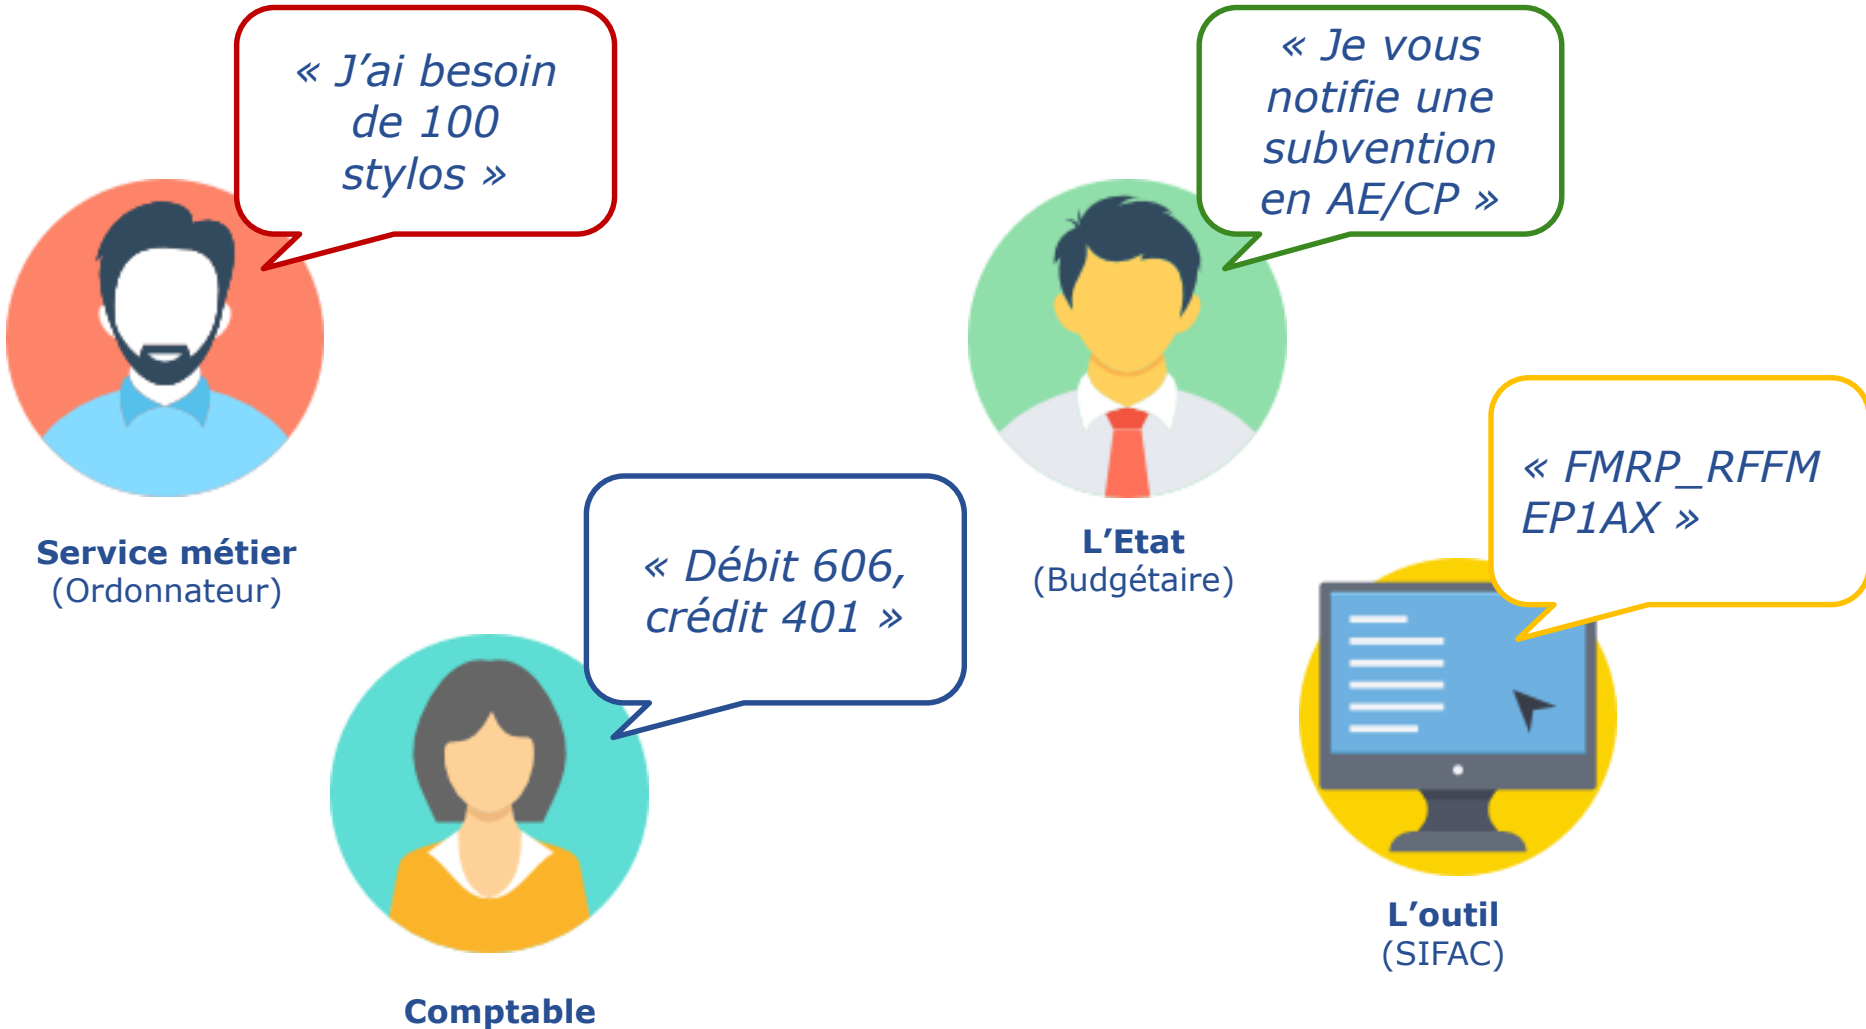 « J’ai besoin
de 100
stylos »
Service métier
(Ordonnateur)
« Débit 606,
crédit 401 »
Comptable
« Je vous
notifie une
subvention
en AE/CP »
L’Etat
(Budgétaire)
« FMRP_RFFM
EP1AX »
L’outil
(SIFAC)